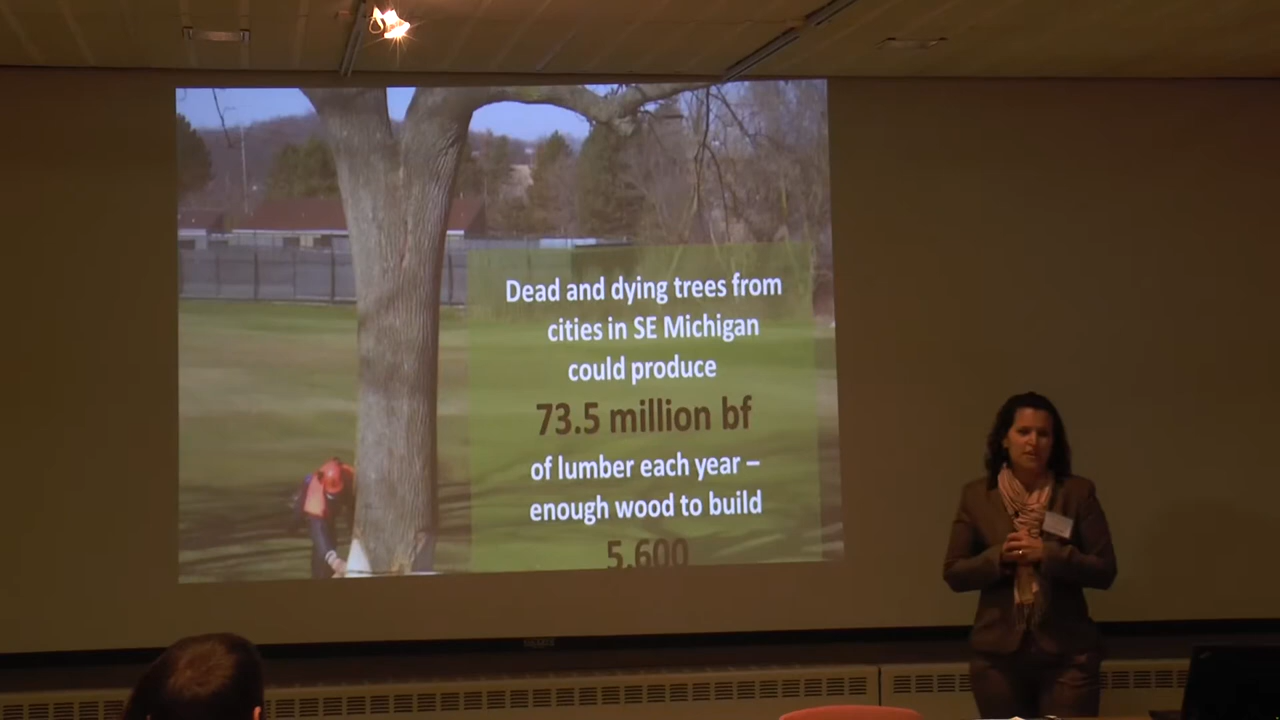 Dead and dying trees from
cities in SE Michigan
could produce
73.5 million bf
of lumber each year –
enough wood to build
5,600